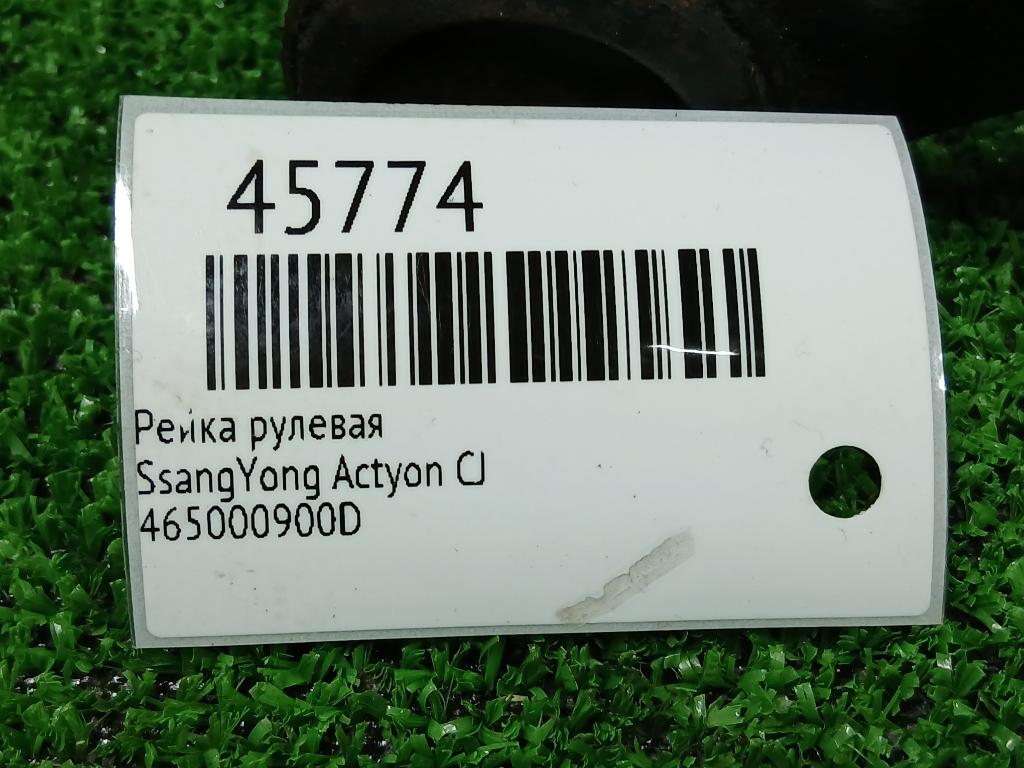 45774
Рейка рулевая
SsangYong Actyon CJ
465000900D